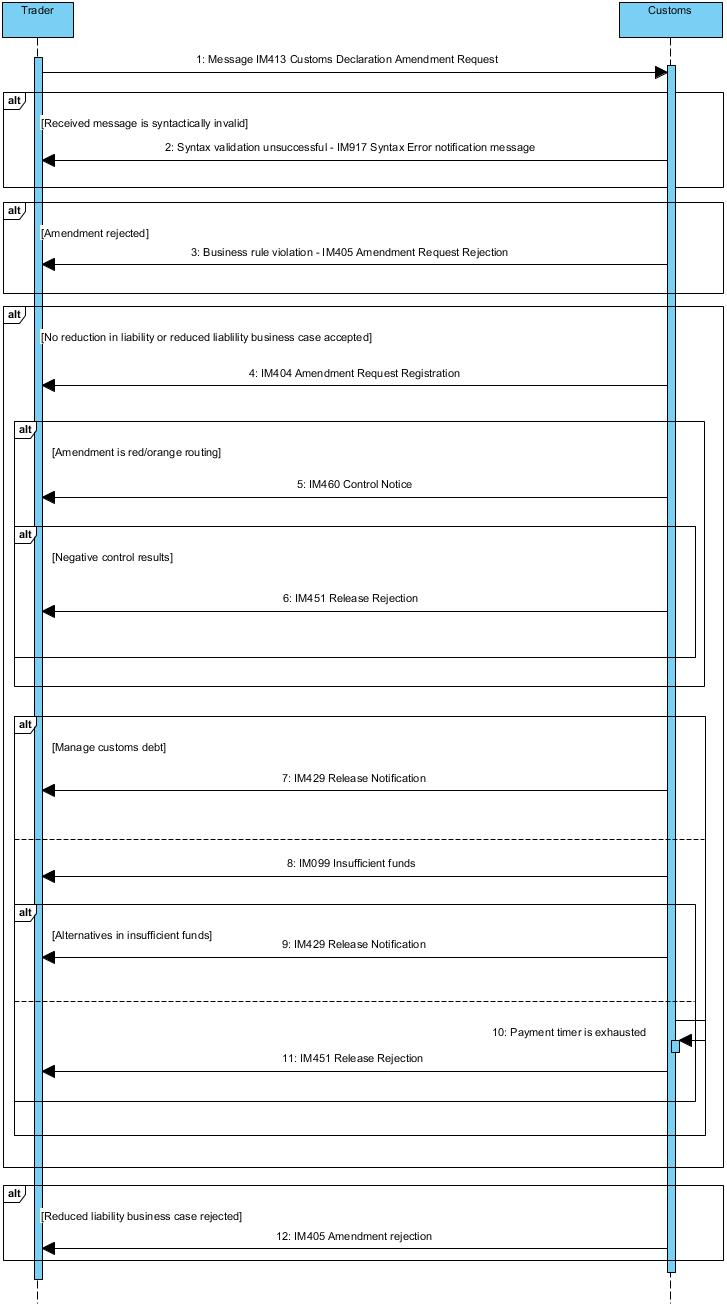 Trader
Customs
1: Message IM413 Customs Declaration Amendment Request
alt
[Received message is syntactically invalid]
2: Syntax validation unsuccessful - IM917 Syntax Error notification message
alt
[Amendment rejected]
3: Business rule violation - IM405 Amendment Request Rejection
alt
[No reduction in liability or reduced liablility business case accepted]
4: IM404 Amendment Request Registration
alt
[Amendment is red/orange routing]
5: IM460 Control Notice
alt
[Negative control results]
6: IM451 Release Rejection
alt
[Manage customs debt]
7: IM429 Release Notification
8: IM099 Insufficient funds
alt
[Alternatives in insufficient funds]
9: IM429 Release Notification
10: Payment timer is exhausted
11: IM451 Release Rejection
alt
[Reduced liability business case rejected]
12: IM405 Amendment rejection